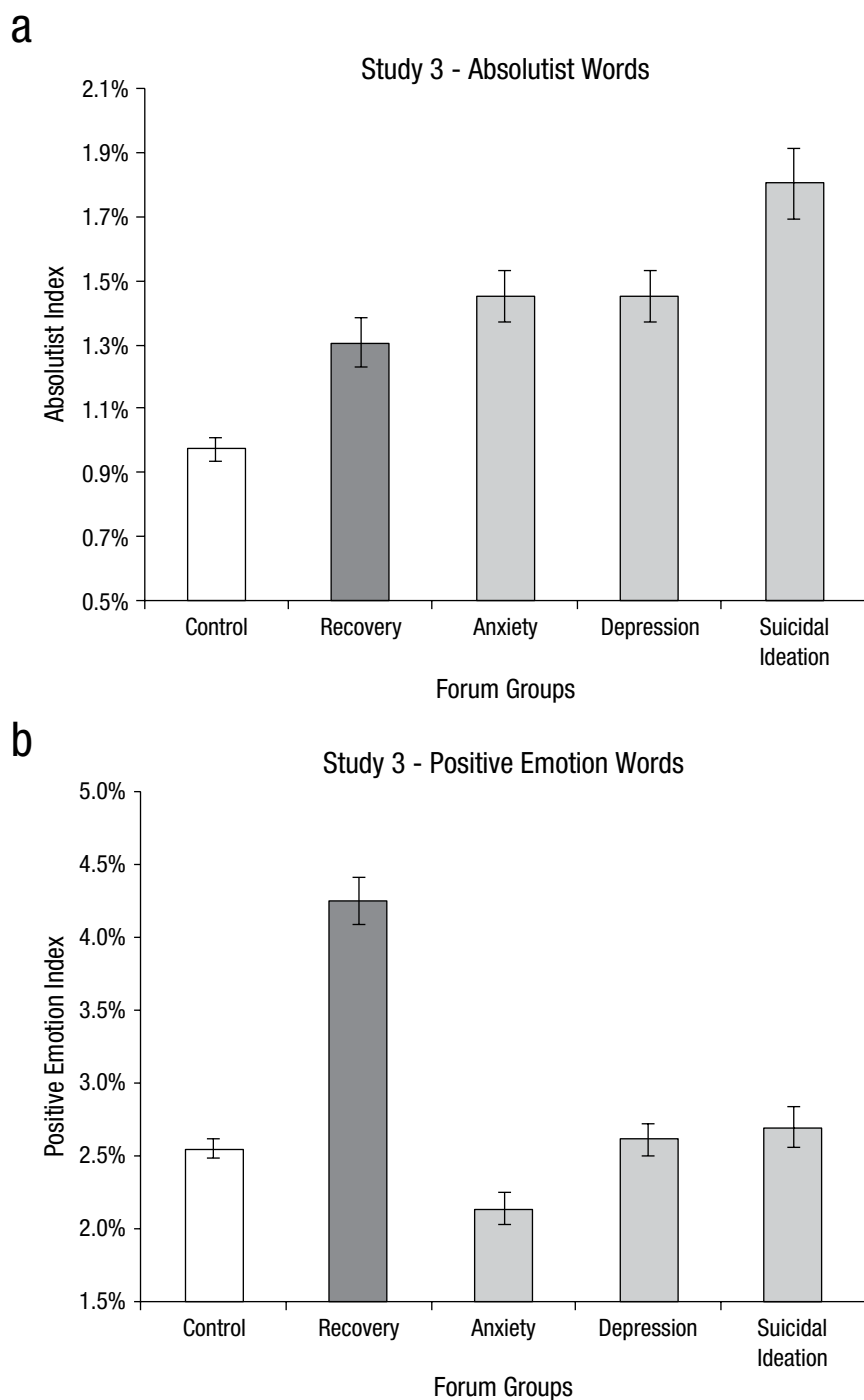 a
Study 3 - Absolutist Words
2.1%
1.9%
1.7%
1.5%
1.3%
1.1%
0.9%
0.7%
0.5%
Absolutist Index
Control
Recovery
Anxiety
Depression
Suicidal
Ideation
Forum Groups
b
Study 3 - Positive Emotion Words
5.0%
4.5%
4.0%
3.5%
3.0%
2.5%
2.0%
1.5%
Positive Emotion Index
Control
Recovery
Anxiety
Depression
Suicidal
Ideation
Forum Groups